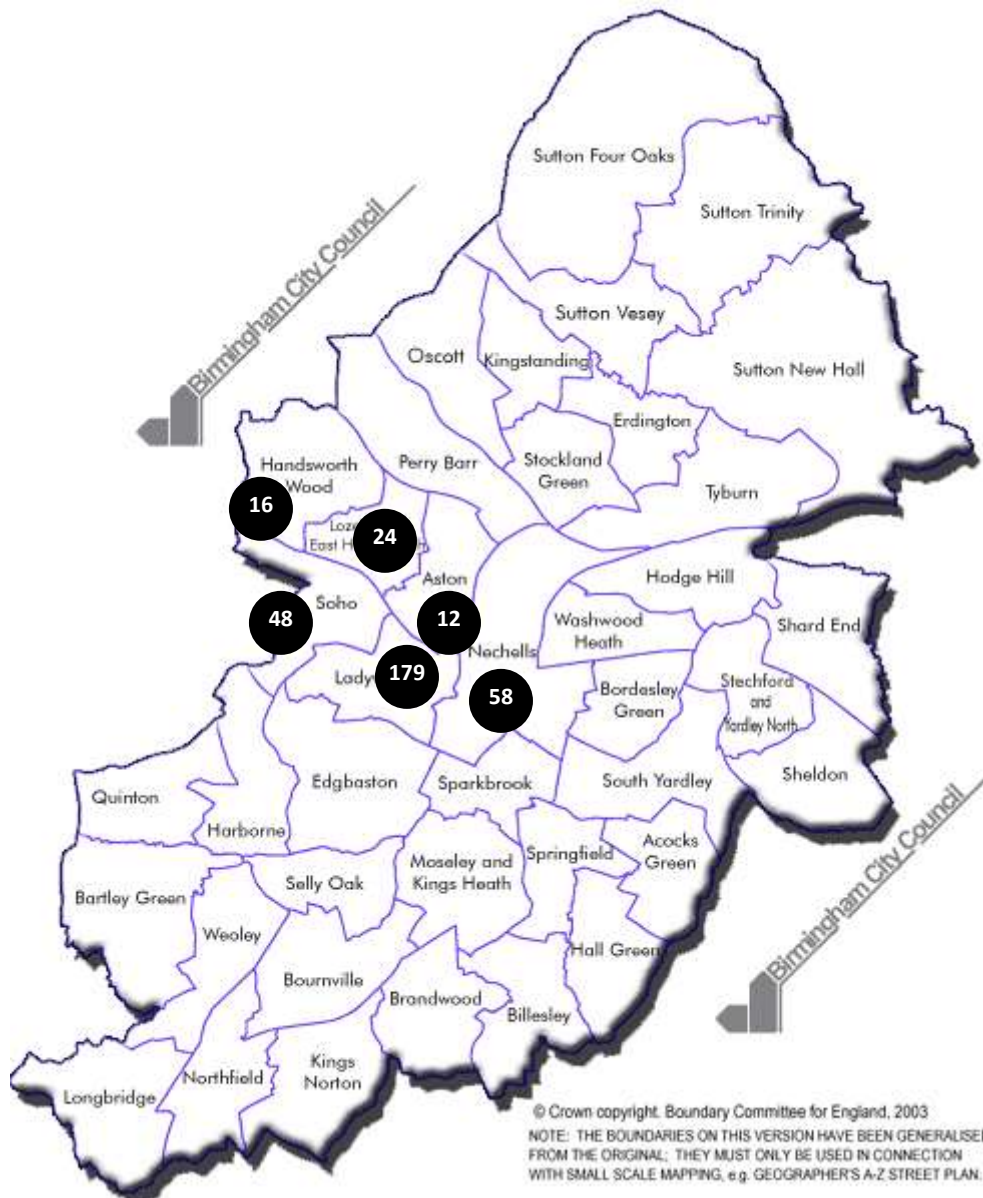 Sutton Four Oaks
Sutton Trinity
Birmingham City Council
Sutton Vesey
Oscott
Kingstanding
Sutton New Hall
Erdington
Perry Barr
Stockland
Green
Handsworth
Wood
Tyburn
16
24
East
Aston
Hodge Hill
Soho
48
12
Washwood
Heath
Shard End
Nechells
179
58
Bordesley
Green
Stechford
and
Yardley North
Edgbaston
Sparkbrook
South Yardley
Sheldon
Quinton
Harborne
Moseley and
Kings Heath
Springfield
Acocks
Green
Selly Oak
Bartley Green
Weoley
Hall Green
Birmingham City Council
Bournville
Brandwood
Billesley
Kings
Norton
Northfield
Longbridge
© Crown copyright. Boundary Committee for England, 2003
NOTE: THE BOUNDARIES ON THIS VERSION HAVE BEEN GENERALISE
FROM THE ORIGINAL; THEY MUST ONLY BE USED IN CONNECTION
WITH SMALL SCALE MAPPING, e.g. GEOGRAPHER'S A-Z STREET PLAN.